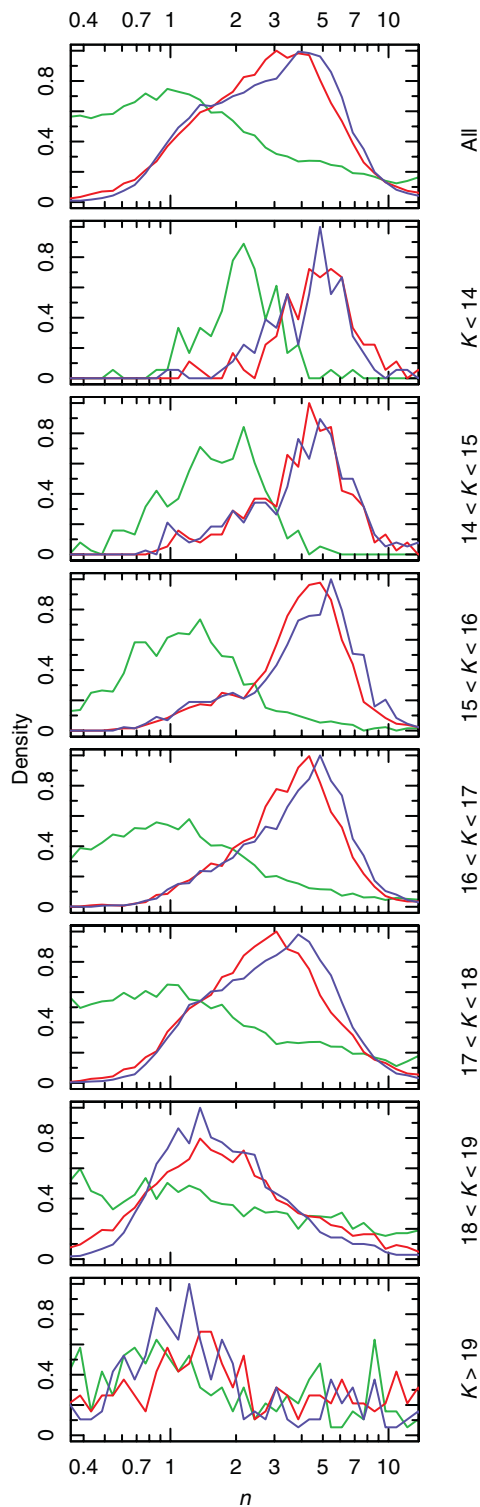 0.4 0.7 1 2 3 5 7 10
0 0.4 0.8
All
0 0.4 0.8
K < 14
0 0.4 0.8
14 < K < 15
0 0.4 0.8
15 < K < 16
Density
0 0.4 0.8
16 < K < 17
0 0.4 0.8
17 < K < 18
0 0.4 0.8
18 < K < 19
0 0.4 0.8
K > 19
0.4 0.7 1 2 3 5 7 10
n